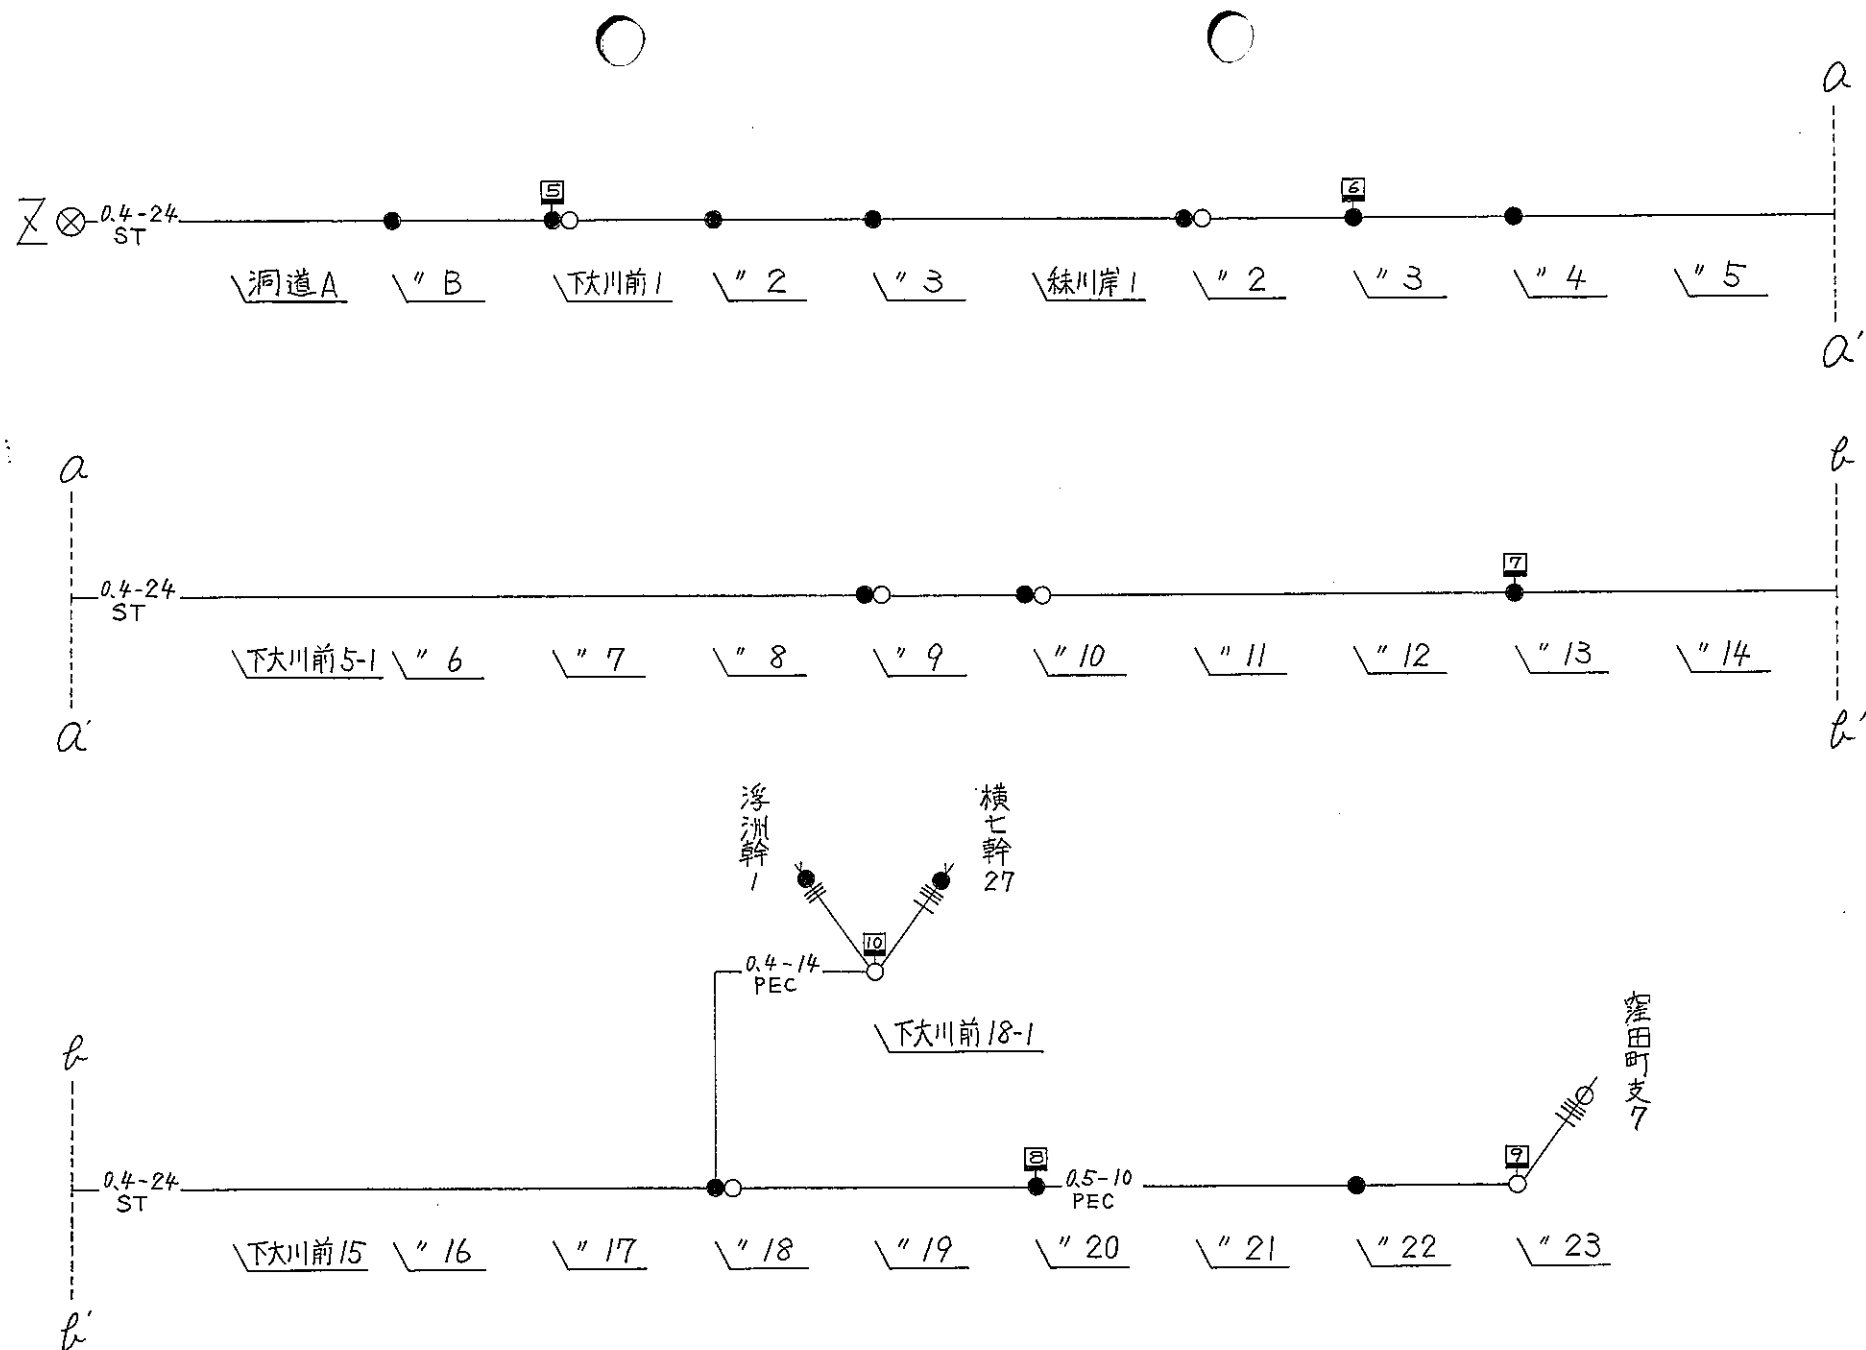 a
5
6
Z
0.4-24
ST
洞道A
〃 B
下大川前1
〃 2
〃 3
緑川岸1
〃 2
〃 3
〃 4
〃 5
a'
a
b
7
0.4-24
ST
下大川前5-1
〃 6
〃 7
〃 8
〃 9
〃 10
〃 11
〃 12
〃 13
〃 14
a'
b'
浮洲幹1
横七幹27
10
0.4-14
PEC
下大川前18-1
窪田町支7
b
8
9
0.4-24
ST
0.5-10
PEC
下大川前15
〃 16
〃 17
〃 18
〃 19
〃 20
〃 21
〃 22
〃 23
b'